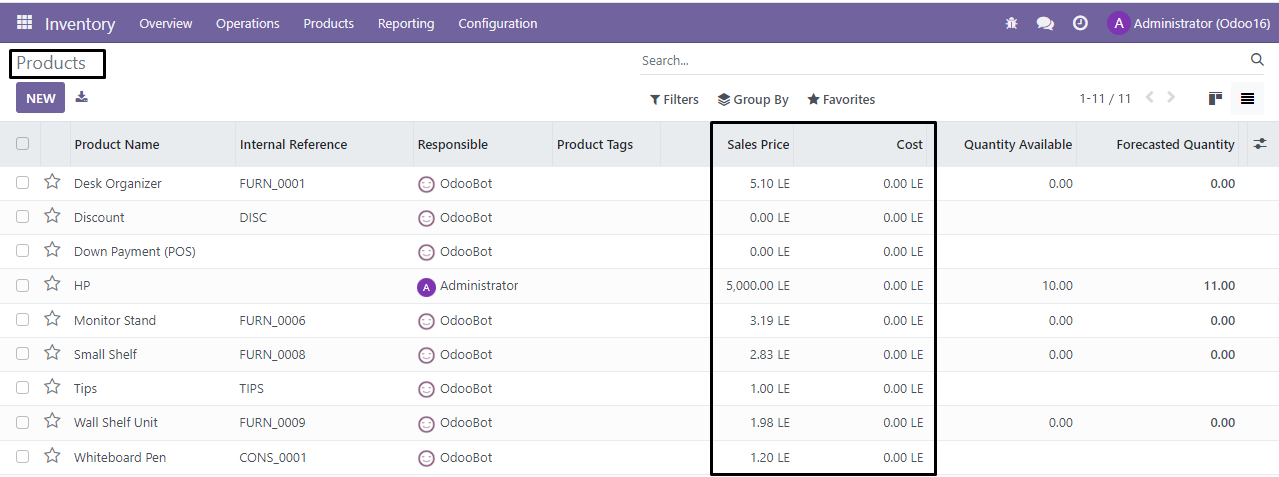 Inventory Overview Operations Products Reporting Configuration A Administrator (Odoo16)
Products Search...
NEW Filters Group By Favorites 1-11 / 11
Product Name Internal Reference Responsible Product Tags Sales Price Cost Quantity Available Forecasted Quantity
Desk Organizer FURN_0001 OdooBot 5.10 LE 0.00 LE 0.00 0.00
Discount DISC OdooBot 0.00 LE 0.00 LE
Down Payment (POS) OdooBot 0.00 LE 0.00 LE
HP A Administrator 5,000.00 LE 0.00 LE 10.00 11.00
Monitor Stand FURN_0006 OdooBot 3.19 LE 0.00 LE 0.00 0.00
Small Shelf FURN_0008 OdooBot 2.83 LE 0.00 LE 0.00 0.00
Tips TIPS OdooBot 1.00 LE 0.00 LE
Wall Shelf Unit FURN_0009 OdooBot 1.98 LE 0.00 LE 0.00 0.00
Whiteboard Pen CONS_0001 OdooBot 1.20 LE 0.00 LE